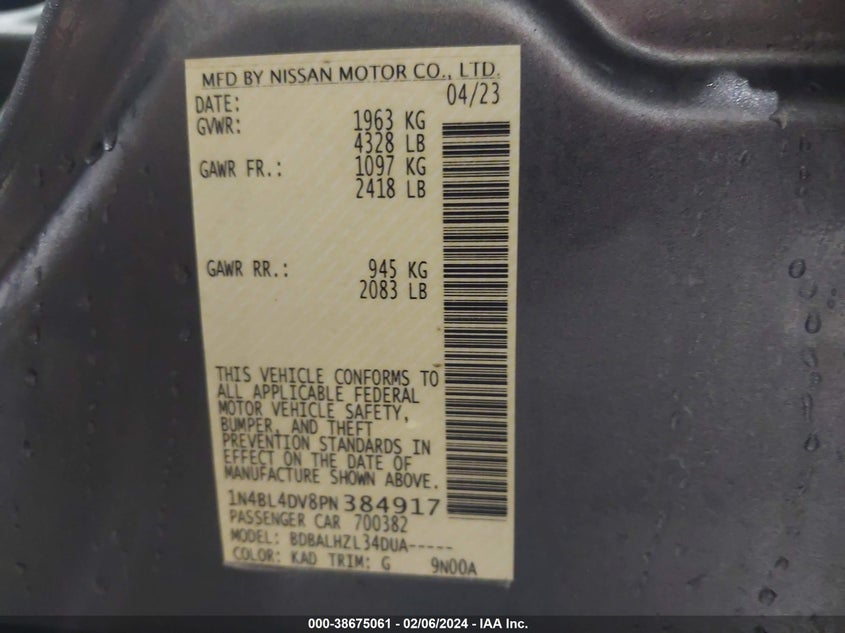 MFD BY NISSAN MOTOR CO., LTD.
DATE: 04/23
GVWR: 1963 KG
4328 LB
GAWR FR.: 1097 KG
2418 LB
GAWR RR.: 945 KG
2083 LB
THIS VEHICLE CONFORMS TO
ALL APPLICABLE FEDERAL
MOTOR VEHICLE SAFETY,
BUMPER, AND THEFT
PREVENTION STANDARDS IN
EFFECT ON THE DATE OF
MANUFACTURE SHOWN ABOVE.
1N4BL4DV8PN384917
PASSENGER CAR 700382
MODEL: BDBALHZL34DUA-----
COLOR: KAD TRIM: G 9N00A
000-38675061 - 02/06/2024 - IAA Inc.